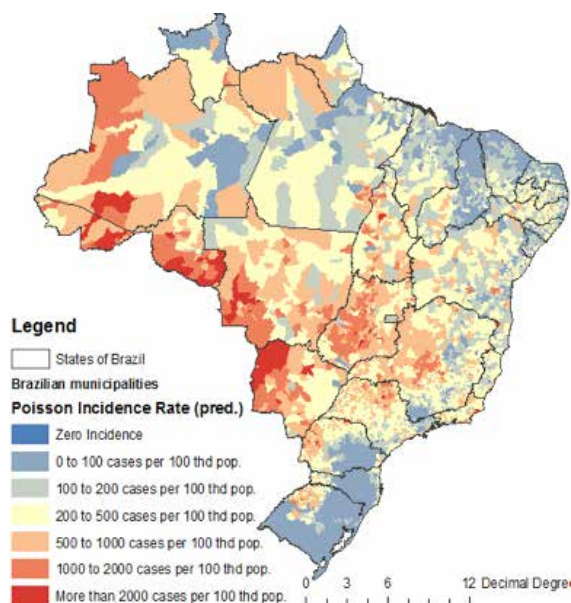 Legend
States of Brazil
Brazilian municipalities
Poisson Incidence Rate (pred.)
Zero Incidence
0 to 100 cases per 100 thd pop.
100 to 200 cases per 100 thd pop.
200 to 500 cases per 100 thd pop.
500 to 1000 cases per 100 thd pop.
1000 to 2000 cases per 100 thd pop.
More than 2000 cases per 100 thd pop.
0 3 6 12 Decimal Degre